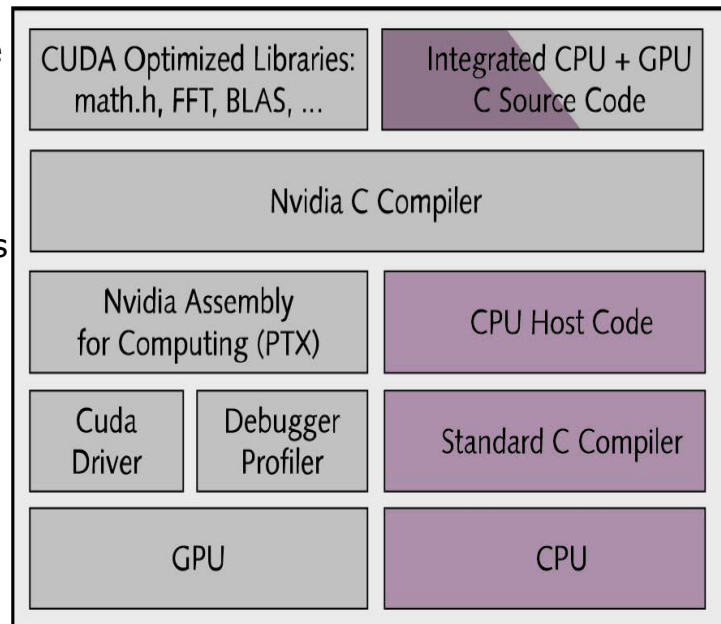 CUDA Optimized Libraries:
math.h, FFT, BLAS, ...
Integrated CPU + GPU
C Source Code
Nvidia C Compiler
Nvidia Assembly
for Computing (PTX)
CPU Host Code
Cuda
Driver
Debugger
Profiler
Standard C Compiler
GPU
CPU